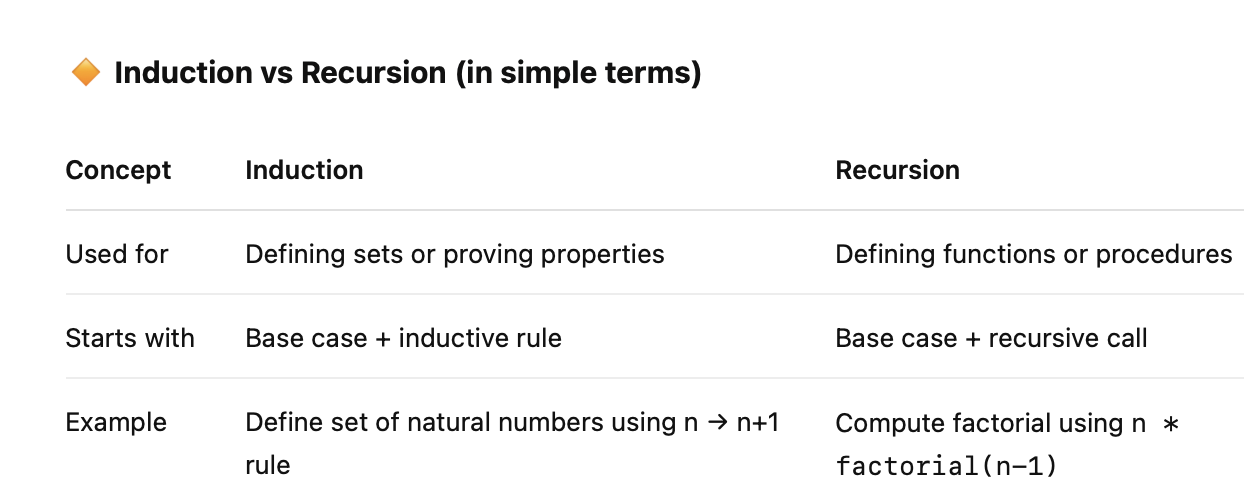 🔶 Induction vs Recursion (in simple terms)
Concept Induction Recursion
Used for Defining sets or proving properties Defining functions or procedures
Starts with Base case + inductive rule Base case + recursive call
Example Define set of natural numbers using n → n+1 Compute factorial using n *
rule factorial(n-1)